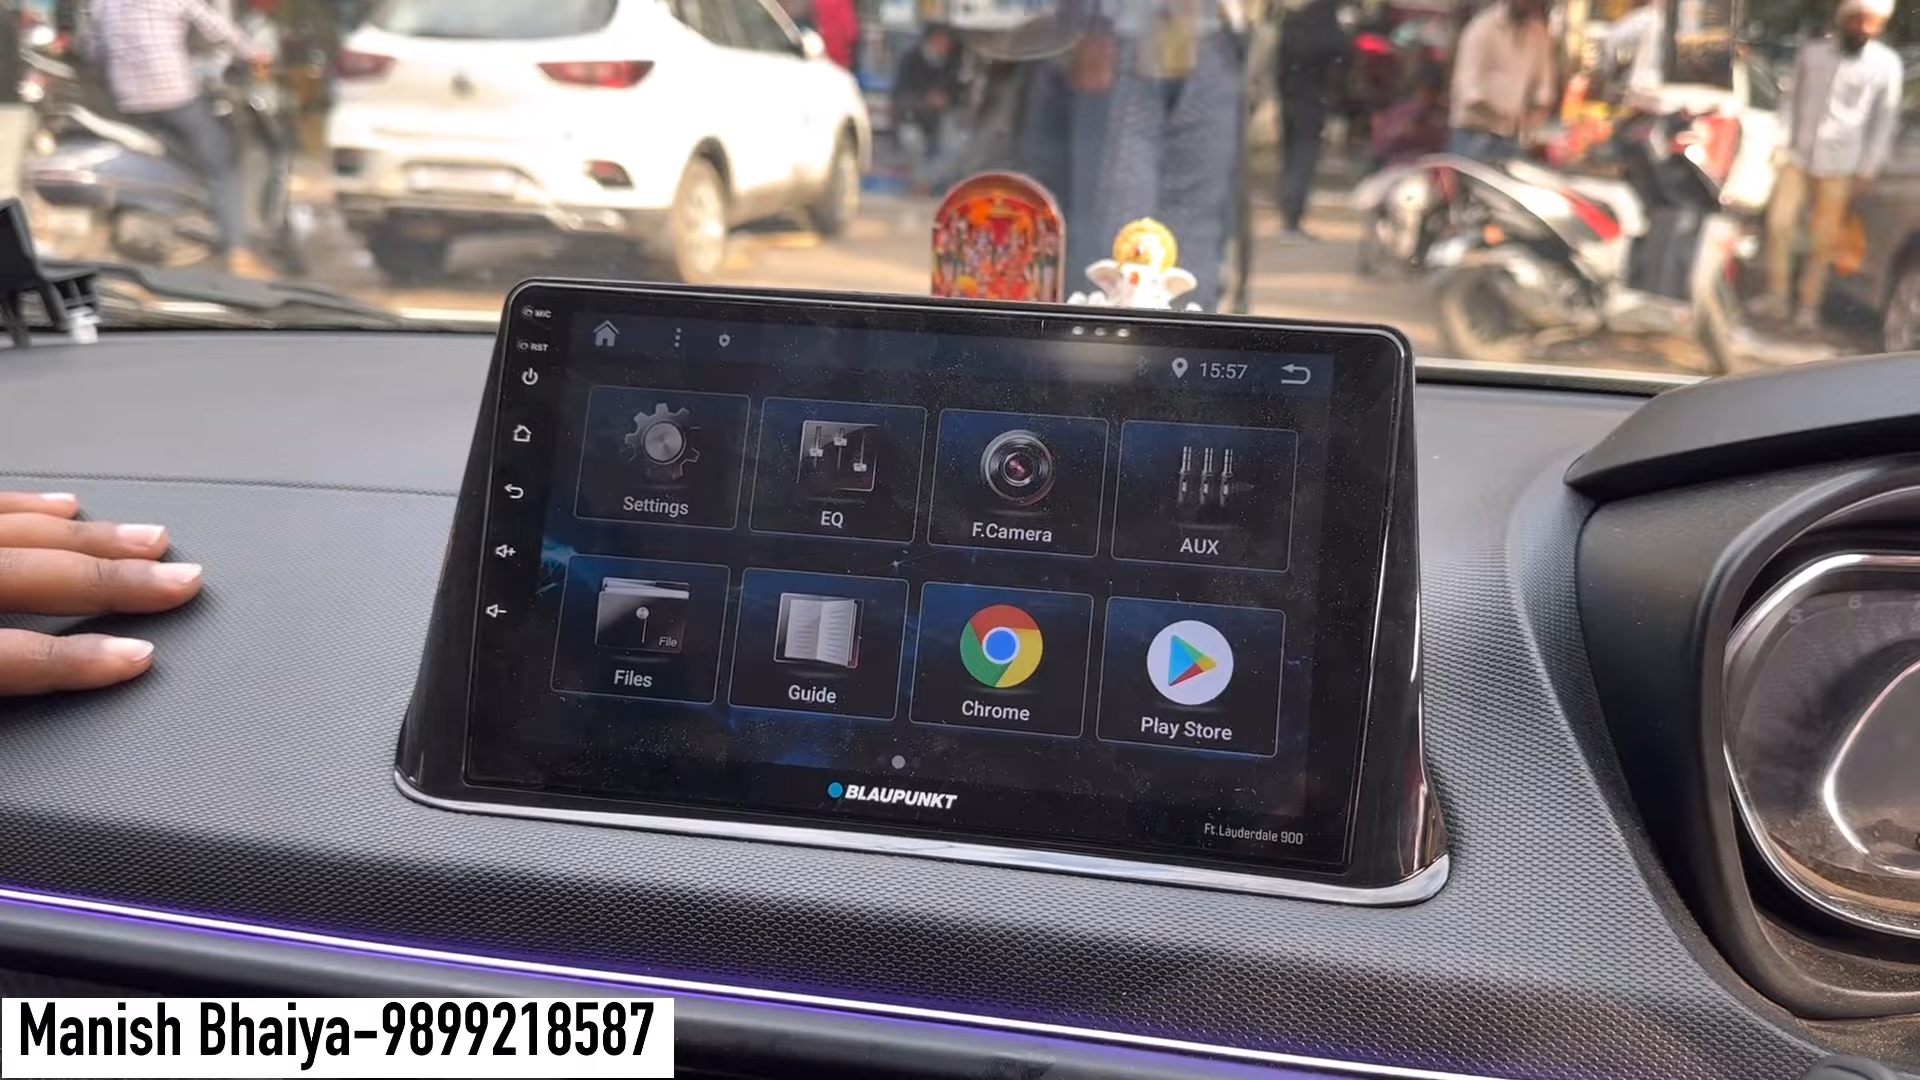 MIC
RST
15:57
Settings
EQ
F.Camera
AUX
File
Files
Guide
Chrome
Play Store
BLAUPUNKT
Ft.Lauderdale 900
Manish Bhaiya-9899218587